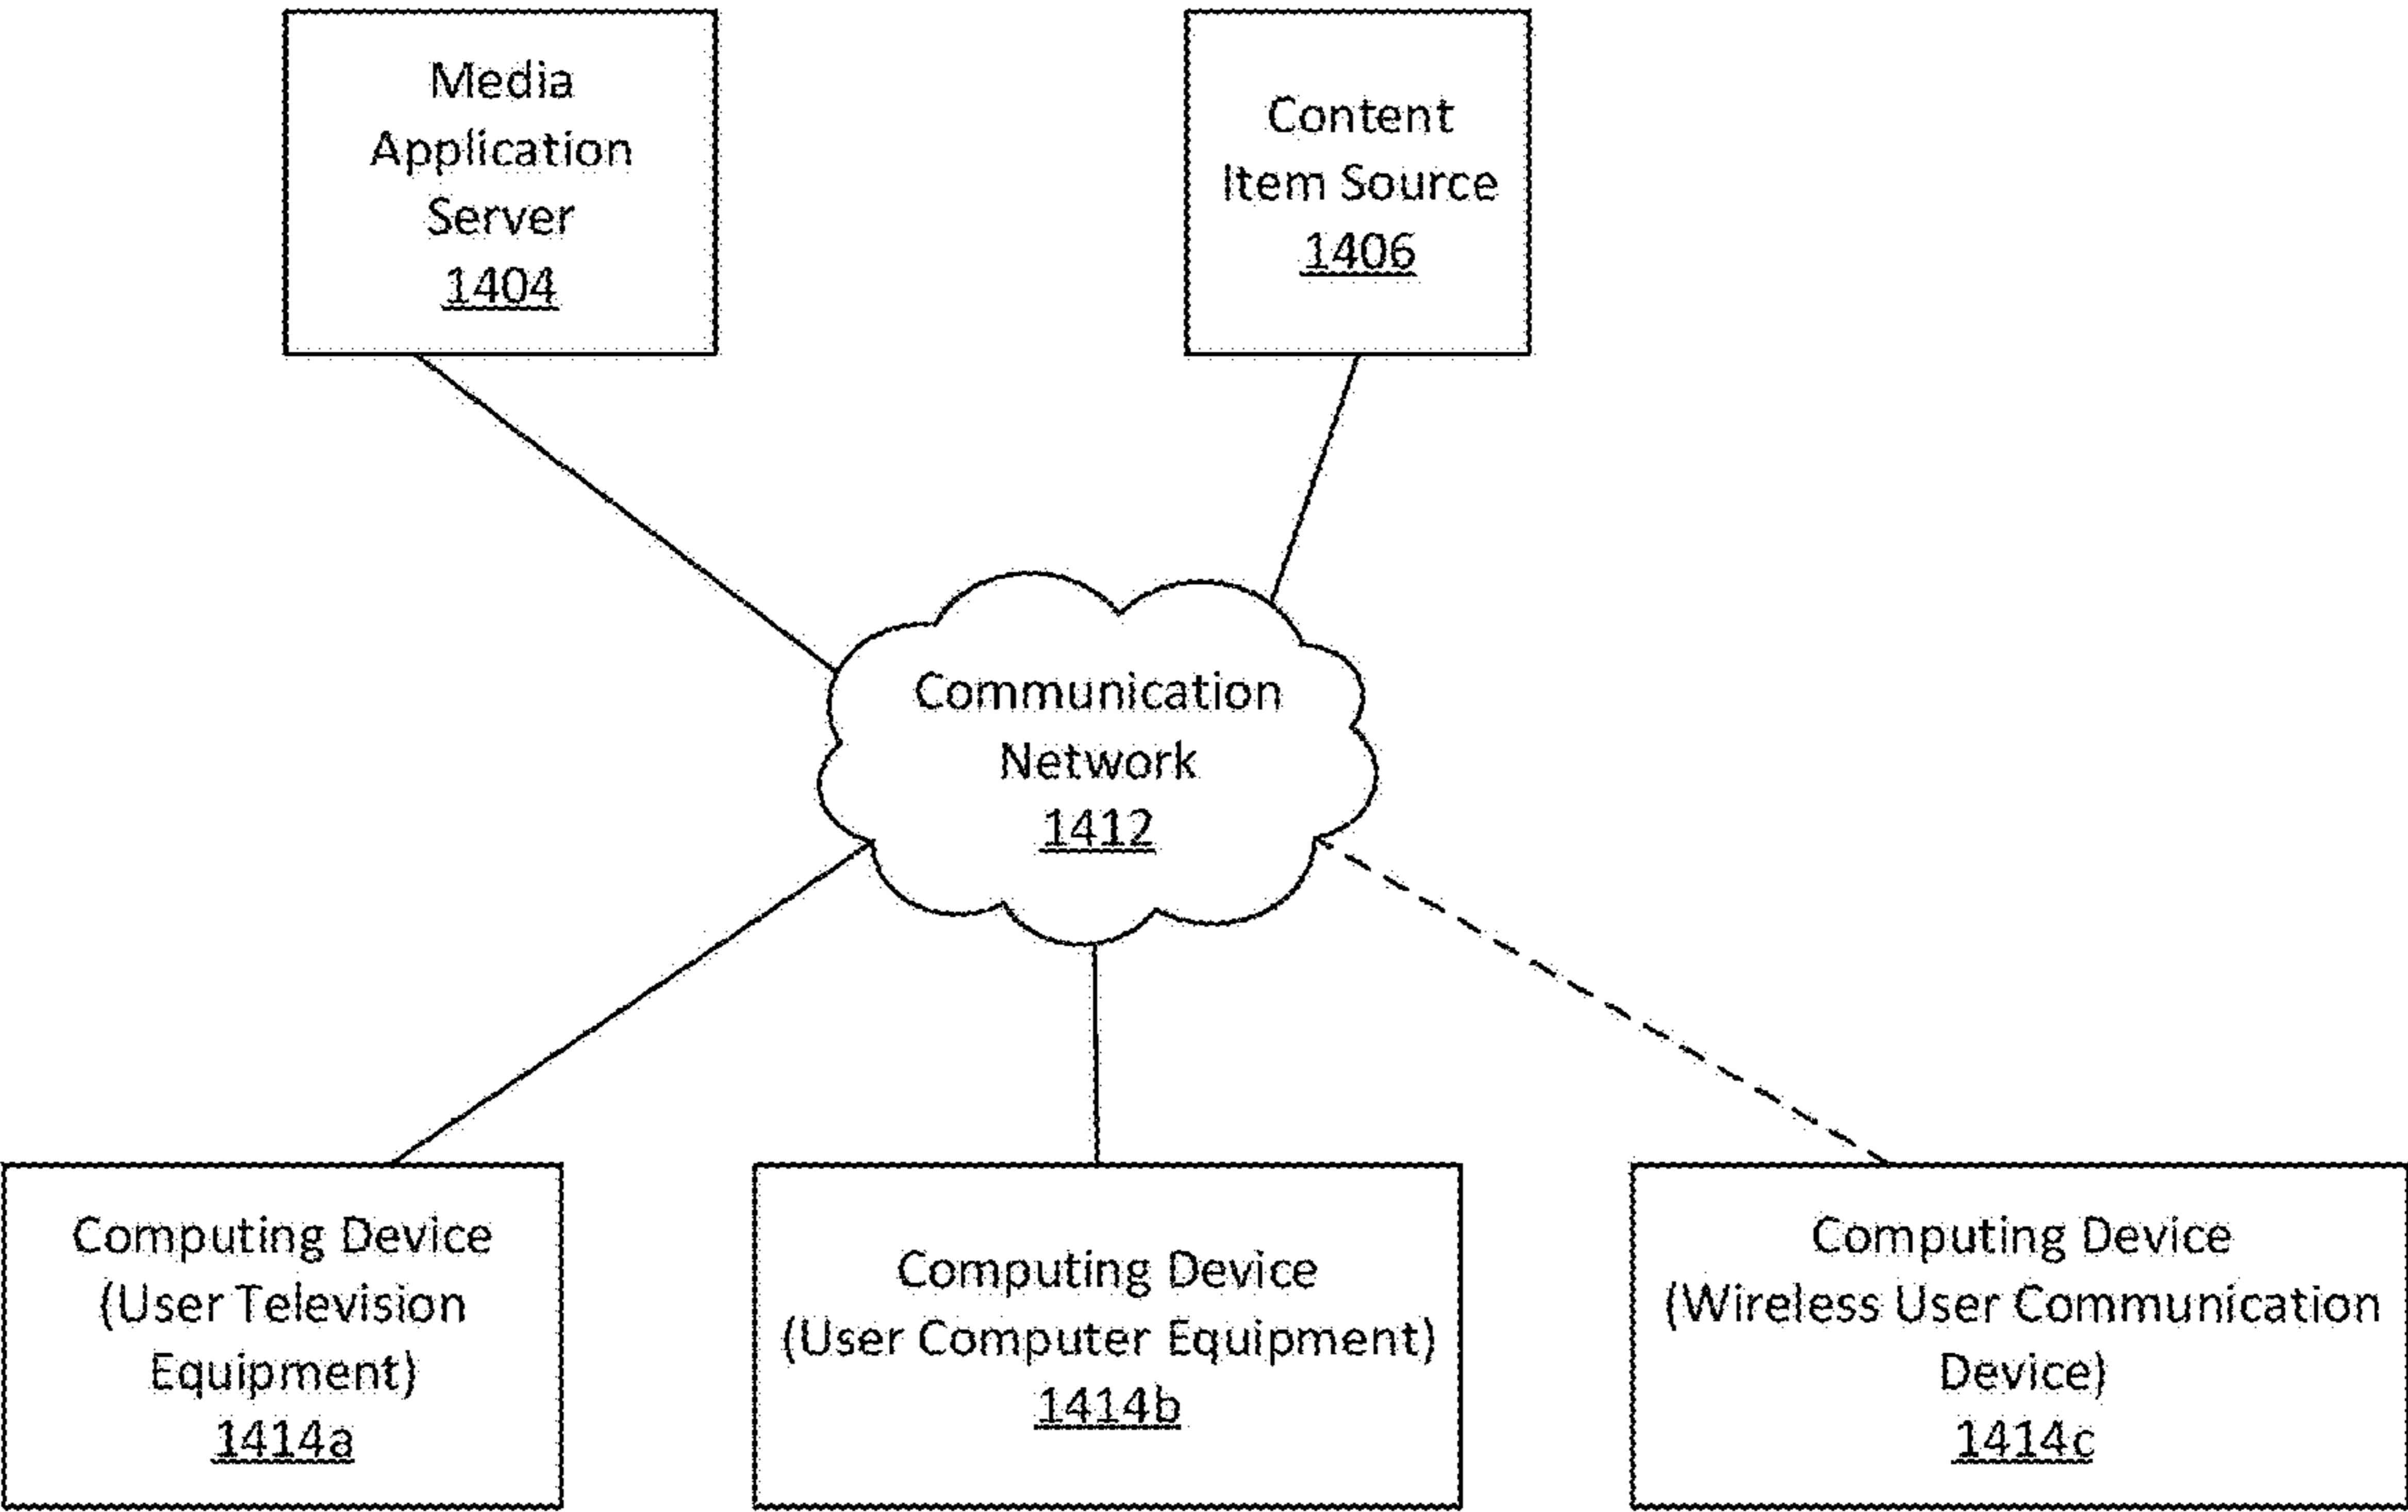 Media
Application
Server
1404
Content
Item Source
1406
Communication
Network
1412
Computing Device
(User Television
Equipment)
1414a
Computing Device
(User Computer Equipment)
1414b
Computing Device
(Wireless User Communication
Device)
1414c